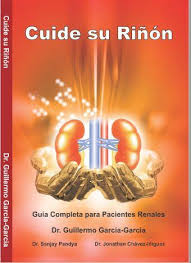 Cuide su Riñón
Dr. Guillermo García-García
Cuide su Riñón
Guía Completa para Pacientes Renales
Dr. Guillermo García-García
Dr. Sanjay Pandya
Dr. Jonathan Chávez-Iñiguez